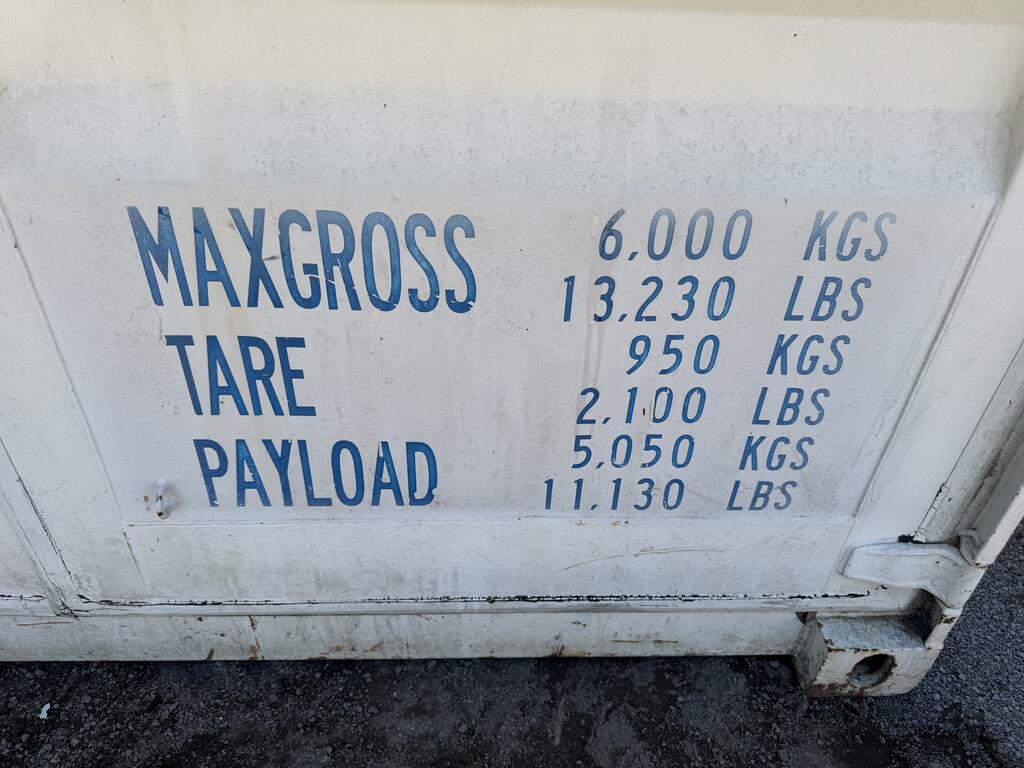 MAXGROSS 6,000 KGS
13,230 LBS
TARE 950 KGS
2,100 LBS
PAYLOAD 5,050 KGS
11,130 LBS